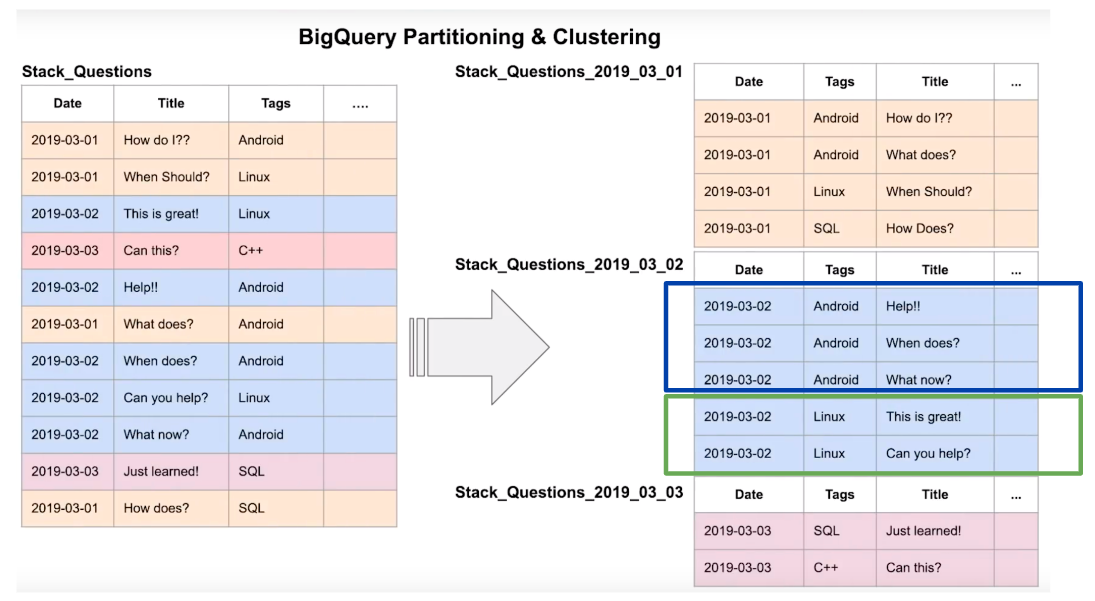 BigQuery Partitioning & Clustering
Stack_Questions
Date Title Tags ....
2019-03-01 How do I?? Android
2019-03-01 When Should? Linux
2019-03-02 This is great! Linux
2019-03-03 Can this? C++
2019-03-02 Help!! Android
2019-03-01 What does? Android
2019-03-02 When does? Android
2019-03-02 Can you help? Linux
2019-03-02 What now? Android
2019-03-03 Just learned! SQL
2019-03-01 How does? SQL
Stack_Questions_2019_03_01
Date Tags Title ...
2019-03-01 Android How do I??
2019-03-01 Android What does?
2019-03-01 Linux When Should?
2019-03-01 SQL How Does?
Stack_Questions_2019_03_02
Date Tags Title ...
2019-03-02 Android Help!!
2019-03-02 Android When does?
2019-03-02 Android What now?
2019-03-02 Linux This is great!
2019-03-02 Linux Can you help?
Stack_Questions_2019_03_03
Date Tags Title ...
2019-03-03 SQL Just learned!
2019-03-03 C++ Can this?